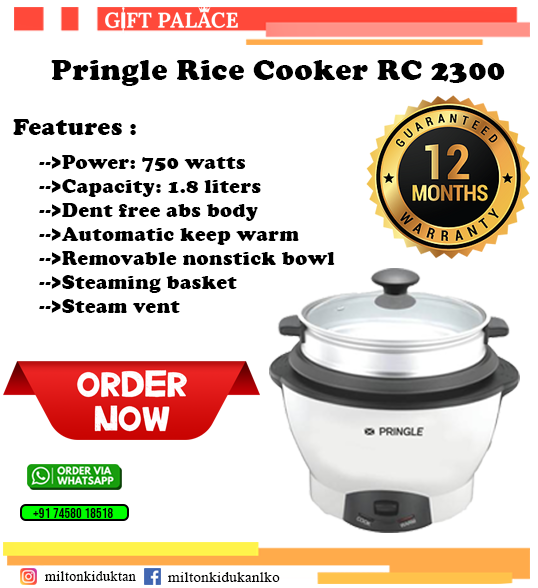 GIFT PALACE
Pringle Rice Cooker RC 2300
Features :
-->Power: 750 watts
-->Capacity: 1.8 liters
-->Dent free abs body
-->Automatic keep warm
-->Removable nonstick bowl
-->Steaming basket
-->Steam vent
GUARANTEED
12
MONTHS
WARRANTY
ORDER
NOW
PRINGLE
COOK WARM
ORDER VIA
WHATSAPP
+91 74580 18518
miltonkiduktan miltonkidukanlko